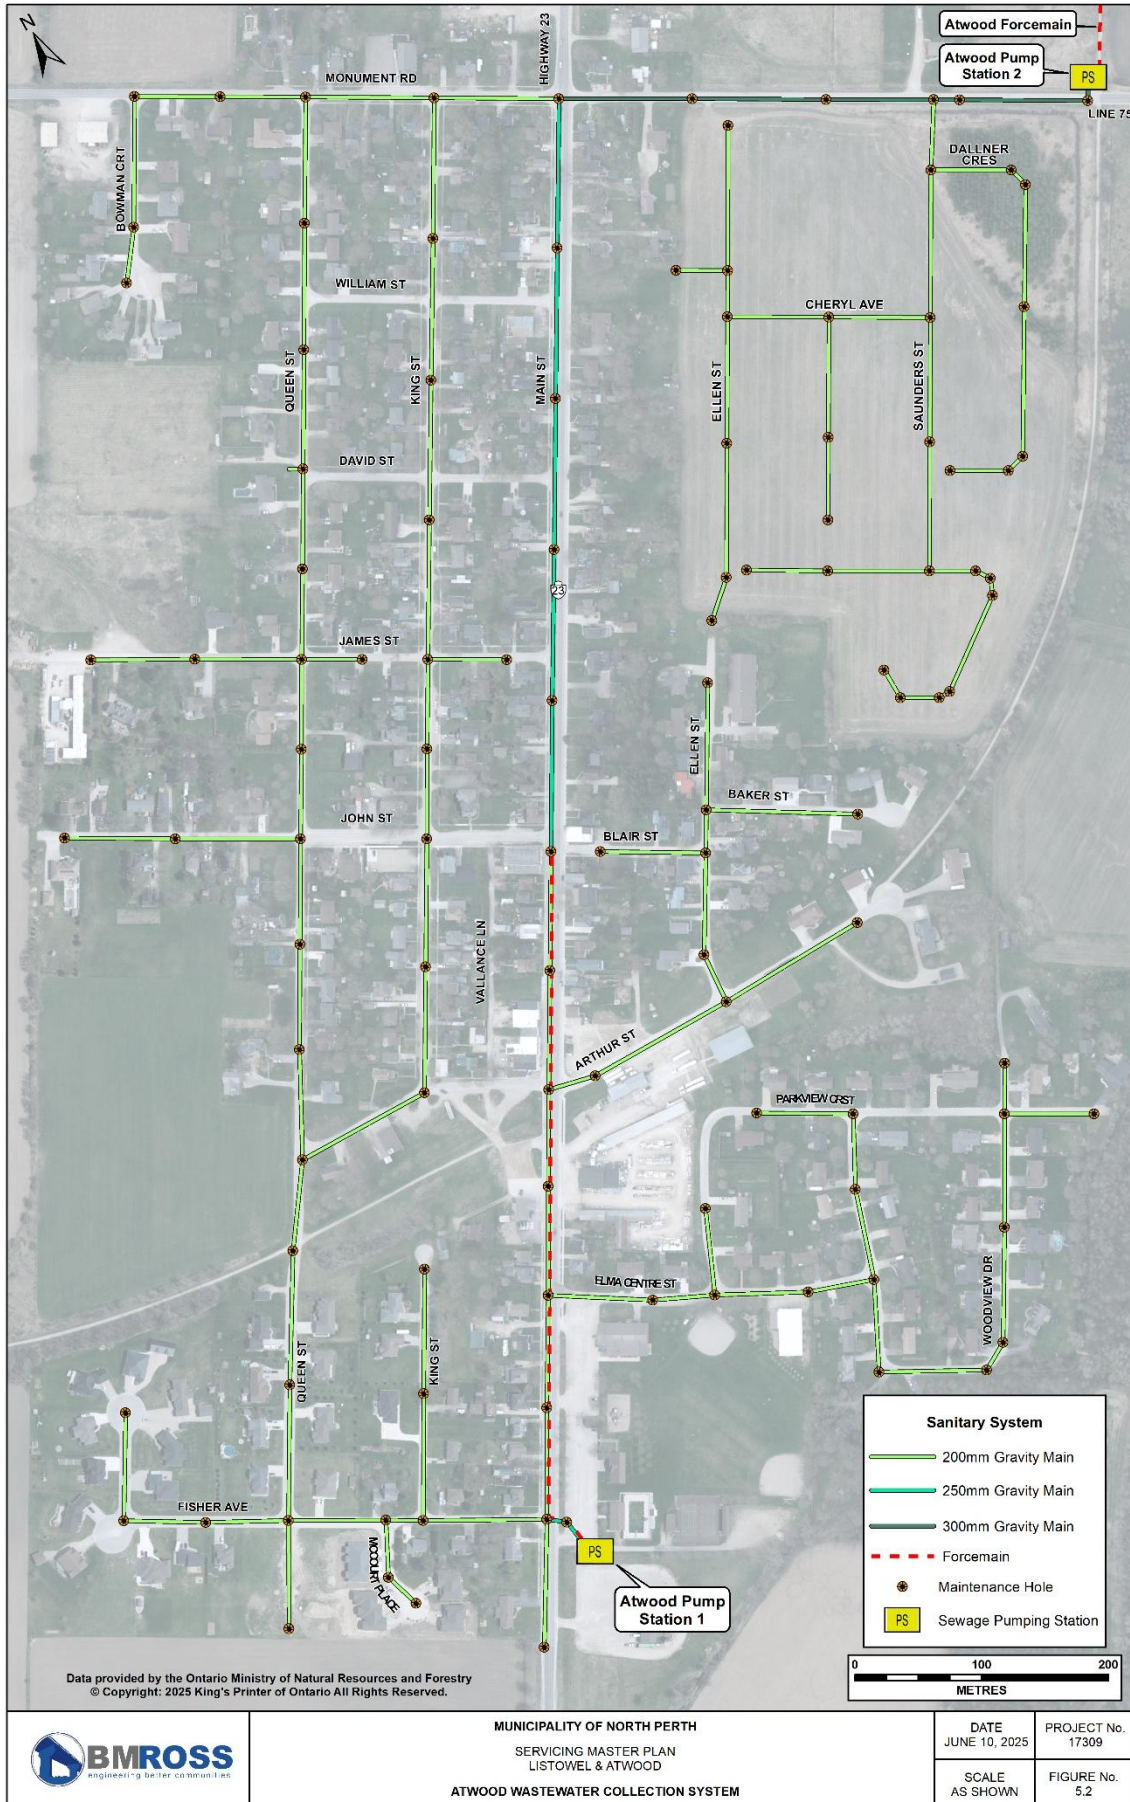 N
HIGHWAY 23
Atwood Forcemain
Atwood Pump
Station 2
PS
MONUMENT RD
LINE 75
BOWMAN CRT
DALLNER
CRES
WILLIAM ST
CHERYL AVE
QUEEN ST
KING ST
MAIN ST
ELLEN ST
SAUNDERS ST
DAVID ST
23
JAMES ST
ELLEN ST
BAKER ST
JOHN ST
BLAIR ST
VALLANCE LN
ARTHUR ST
PARKVIEW CRST
ELMA CENTRE ST
WOODVIEW DR
QUEEN ST
KING ST
FISHER AVE
MCCOURT PLACE
PS
Atwood Pump
Station 1
Sanitary System
200mm Gravity Main
250mm Gravity Main
300mm Gravity Main
Forcemain
Maintenance Hole
PS Sewage Pumping Station
0 100 200
METRES
Data provided by the Ontario Ministry of Natural Resources and Forestry
© Copyright: 2025 King's Printer of Ontario All Rights Reserved.
BMROSS
engineering better communities
MUNICIPALITY OF NORTH PERTH
SERVICING MASTER PLAN
LISTOWEL & ATWOOD
ATWOOD WASTEWATER COLLECTION SYSTEM
DATE
JUNE 10, 2025
PROJECT No.
17309
SCALE
AS SHOWN
FIGURE No.
5.2